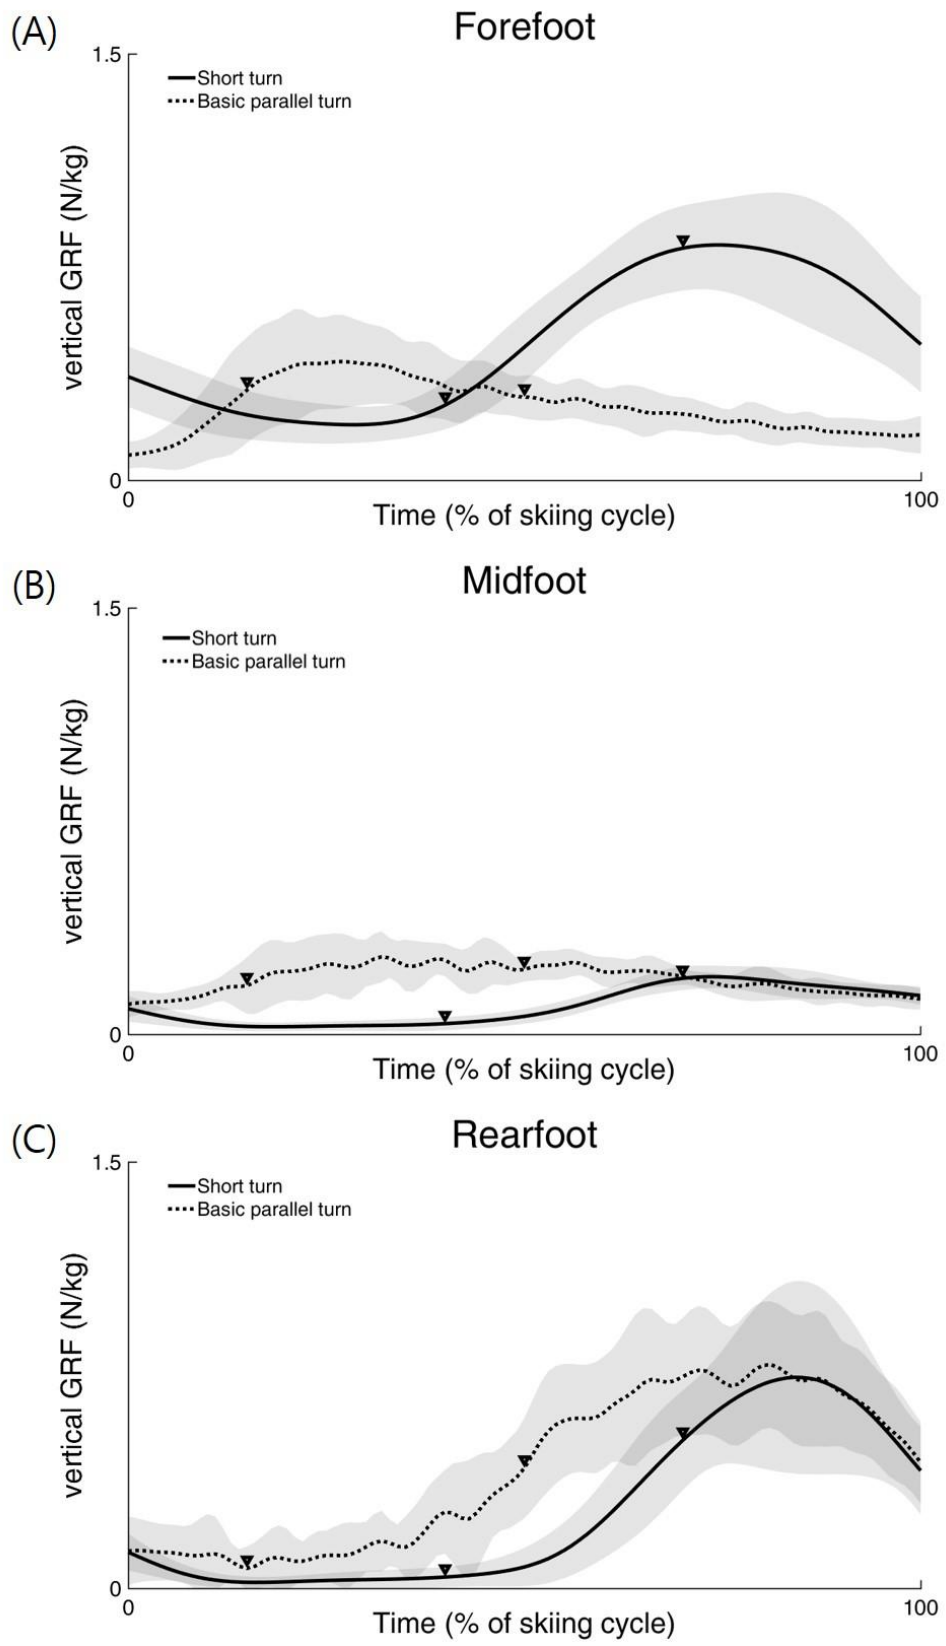 (A)
Forefoot
1.5
Short turn
Basic parallel turn
vertical GRF (N/kg)
0
0
100
Time (% of skiing cycle)
(B)
Midfoot
1.5
Short turn
Basic parallel turn
vertical GRF (N/kg)
0
0
100
Time (% of skiing cycle)
(C)
Rearfoot
1.5
Short turn
Basic parallel turn
vertical GRF (N/kg)
0
0
100
Time (% of skiing cycle)